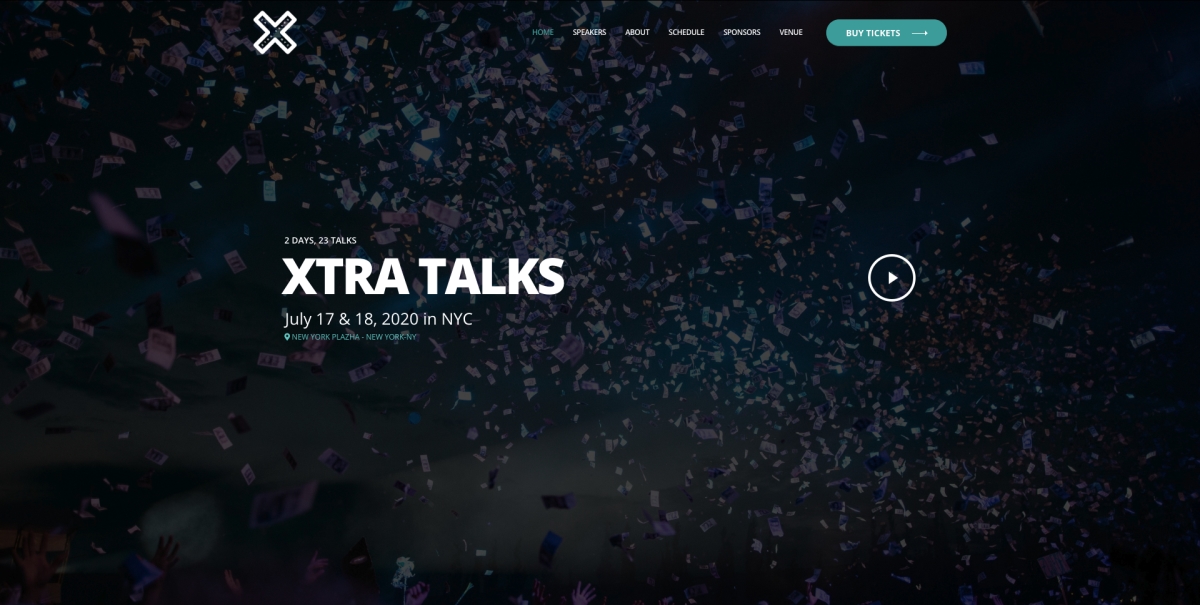 HOME SPEAKERS ABOUT SCHEDULE SPONSORS VENUE BUY TICKETS
2 DAYS, 23 TALKS
XTRA TALKS
July 17 & 18, 2020 in NYC
NEW YORK PLAZHA - NEW YORK-NY